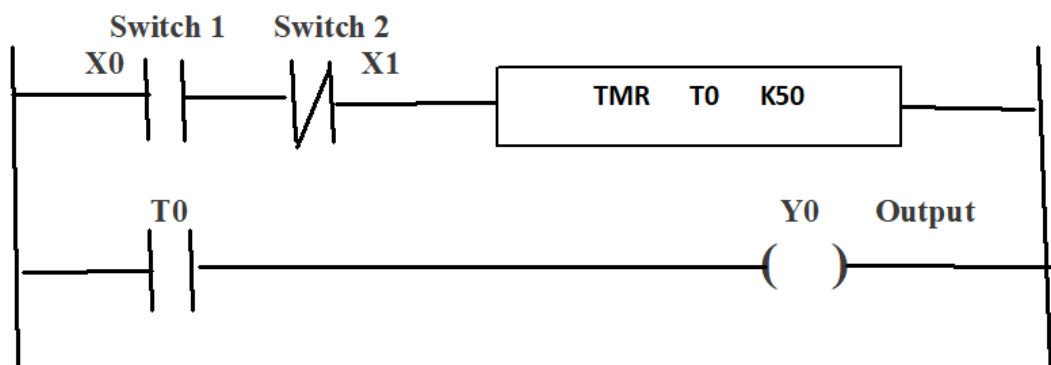 Switch 1 Switch 2
X0 X1
TMR T0 K50
T0 Y0 Output
( )